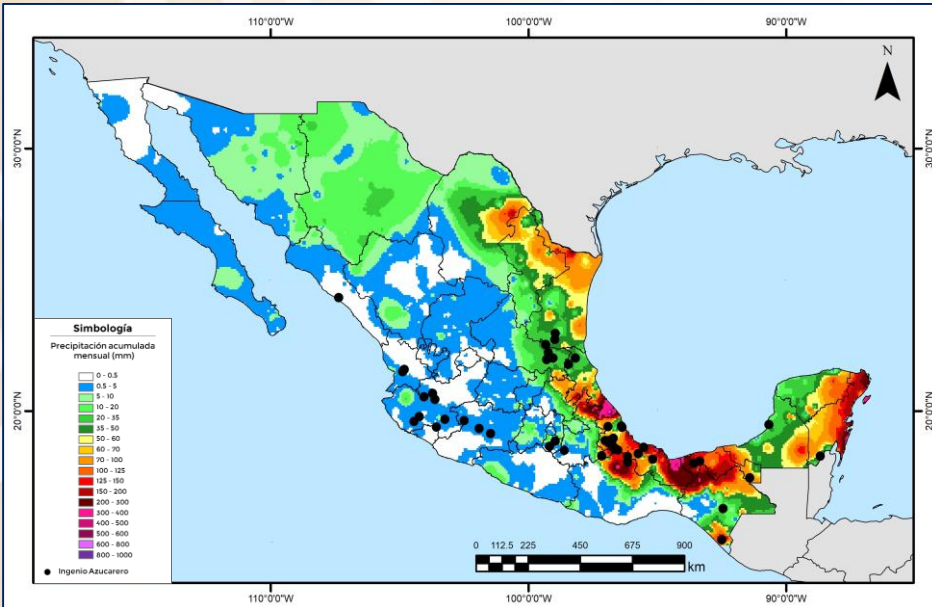 110°0'0"W 100°0'0"W 90°0'0"W
N
30°0'0"N 30°0'0"N
20°0'0"N 20°0'0"N
Simbología
Precipitación acumulada
mensual (mm)
0 - 0.5
0.5 - 5
5 - 10
10 - 20
20 - 35
35 - 50
50 - 60
60 - 70
70 - 100
100 - 125
125 - 150
150 - 200
200 - 300
300 - 400
400 - 500
500 - 600
600 - 800
800 - 1000
Ingenio Azucarero
0 112.5 225 450 675 900
km
110°0'0"W 100°0'0"W 90°0'0"W